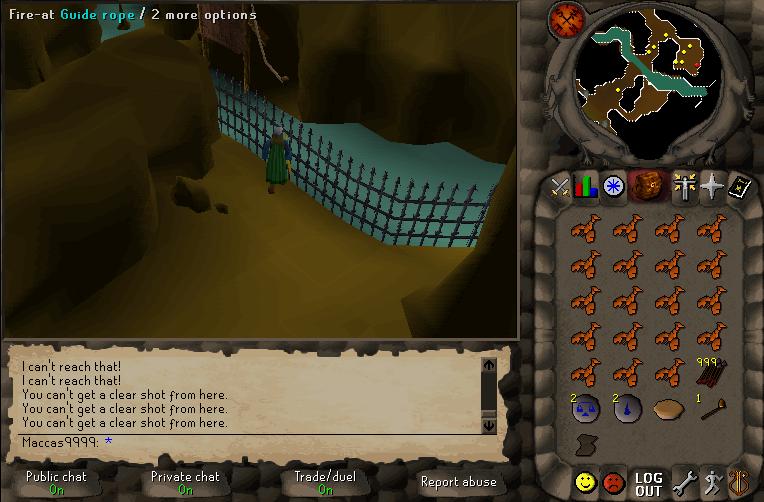 Fire-at Guide rope / 2 more options
I can't reach that!
I can't reach that!
You can't get a clear shot from here.
You can't get a clear shot from here.
You can't get a clear shot from here.
Maccas9999: *
Public chat
On
Private chat
On
Trade/duel
On
Report abuse
999
2
2
1
LOG
OUT